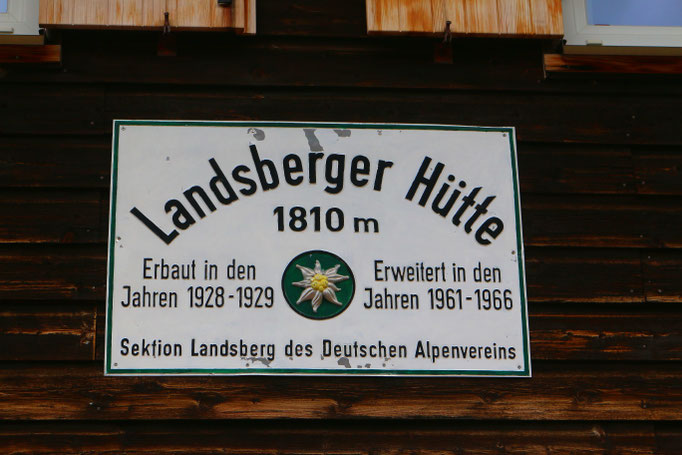 Landsberger Hütte
1810 m
Erbaut in den
Jahren 1928-1929
Erweitert in den
Jahren 1961-1966
Sektion Landsberg des Deutschen Alpenvereins